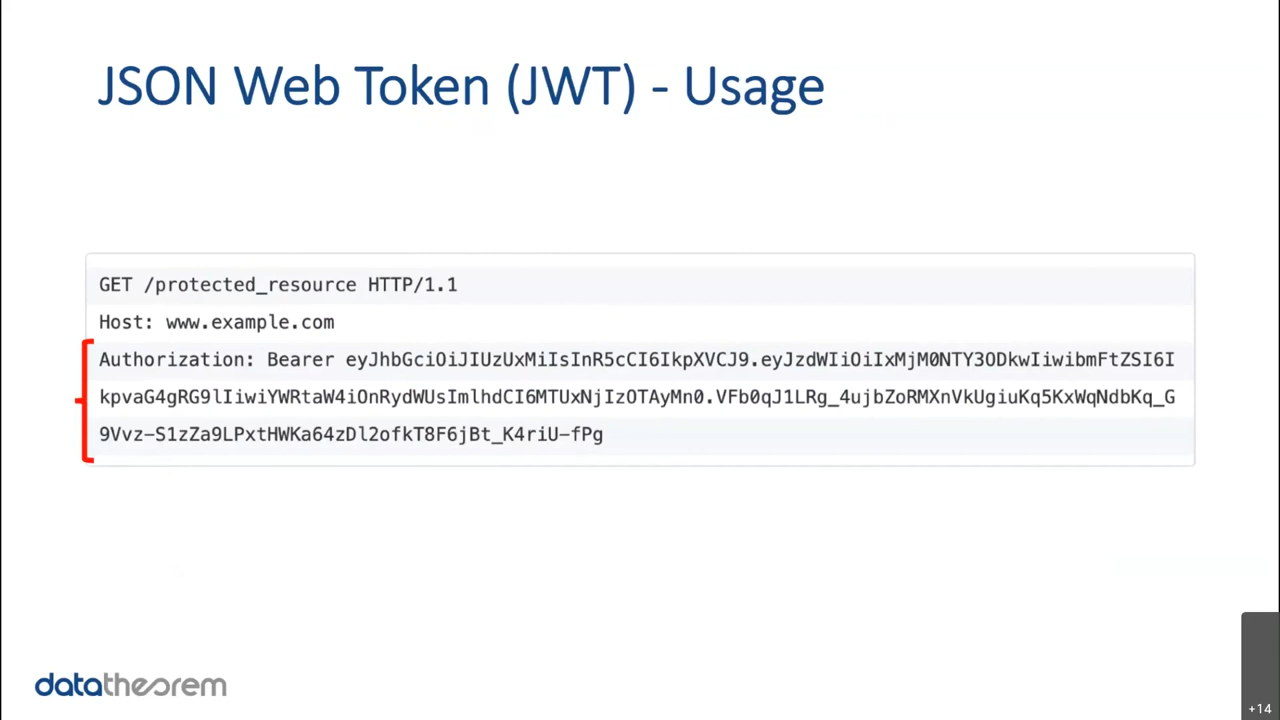 JSON Web Token (JWT) - Usage
GET /protected_resource HTTP/1.1
Host: www.example.com
Authorization: Bearer eyJhbGciOiJIUzUxMiIsInR5cCI6IkpXVCJ9.eyJzdWIiOiIxMjM0NTY3ODkwIiwibmFtZSI6I
kpvaG4gRG9lIiwiYWRtaW4iOnRydWUsImlhdCI6MTUxNjIzOTAyMn0.VFb0qJ1LRg_4ujbZoRMXnVkUgiuKq5KxWqNdbKq_G
9Vvz-S1zZa9LPxtHWKa64zDl2ofkT8F6jBt_K4riU-fPg
datatheorem
+14